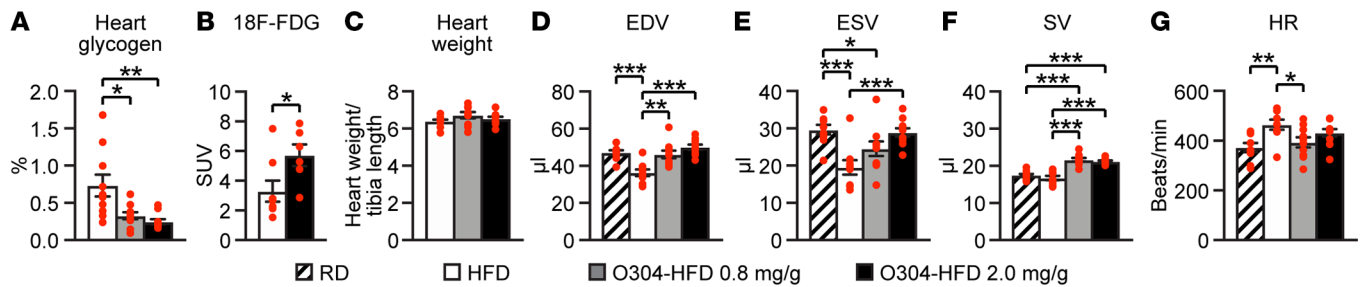 A Heart glycogen
** 
*
2.0
1.5
1.0
0.5
0.0
%
B 18F-FDG
*
10
8
6
4
2
0
SUV
C Heart weight
8
6
4
2
0
Heart weight/
tibia length
D EDV
***
***
**
80
60
40
20
0
µl
E ESV
*
***
***
40
30
20
10
0
µl
F SV
***
***
***
***
40
30
20
10
0
µl
G HR
**
*
600
400
200
0
Beats/min
RD
HFD
O304-HFD 0.8 mg/g
O304-HFD 2.0 mg/g